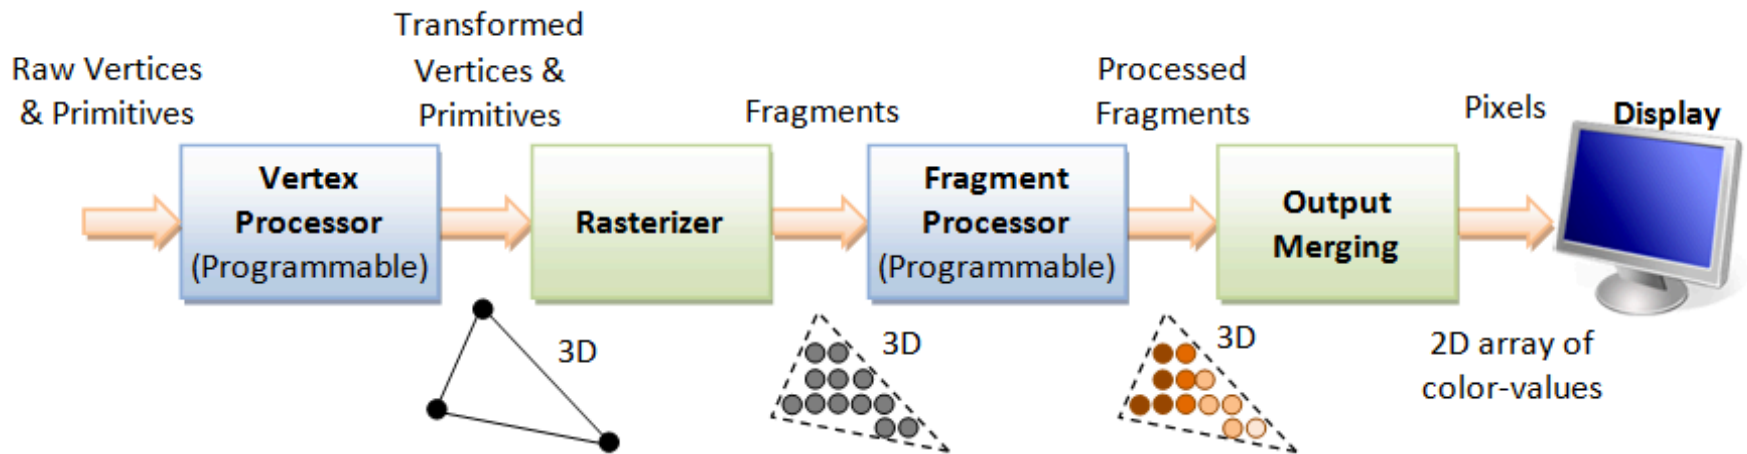 Raw Vertices
& Primitives
Transformed
Vertices &
Primitives
Fragments
Processed
Fragments
Pixels
Display
Vertex
Processor
(Programmable)
Rasterizer
Fragment
Processor
(Programmable)
Output
Merging
3D
3D
3D
2D array of
color-values